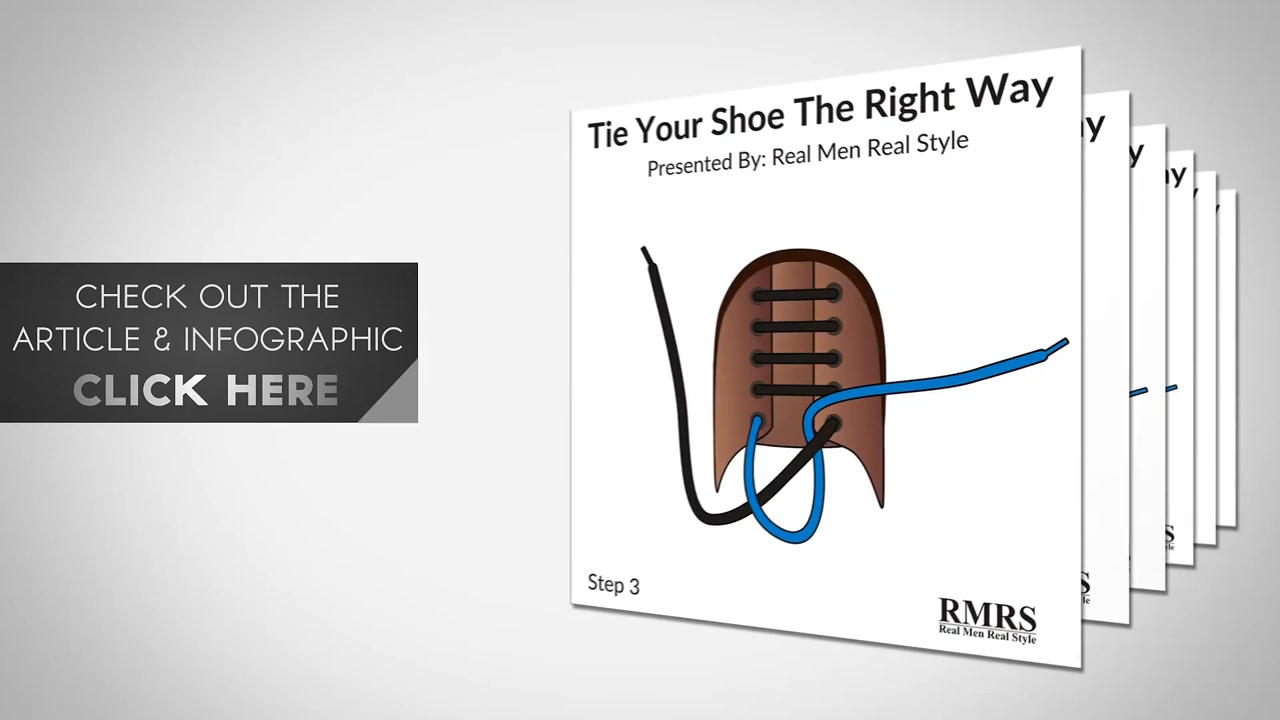 CHECK OUT THE
ARTICLE & INFOGRAPHIC
CLICK HERE
Tie Your Shoe The Right Way
Presented By: Real Men Real Style
Step 3
RMRS
Real Men Real Style